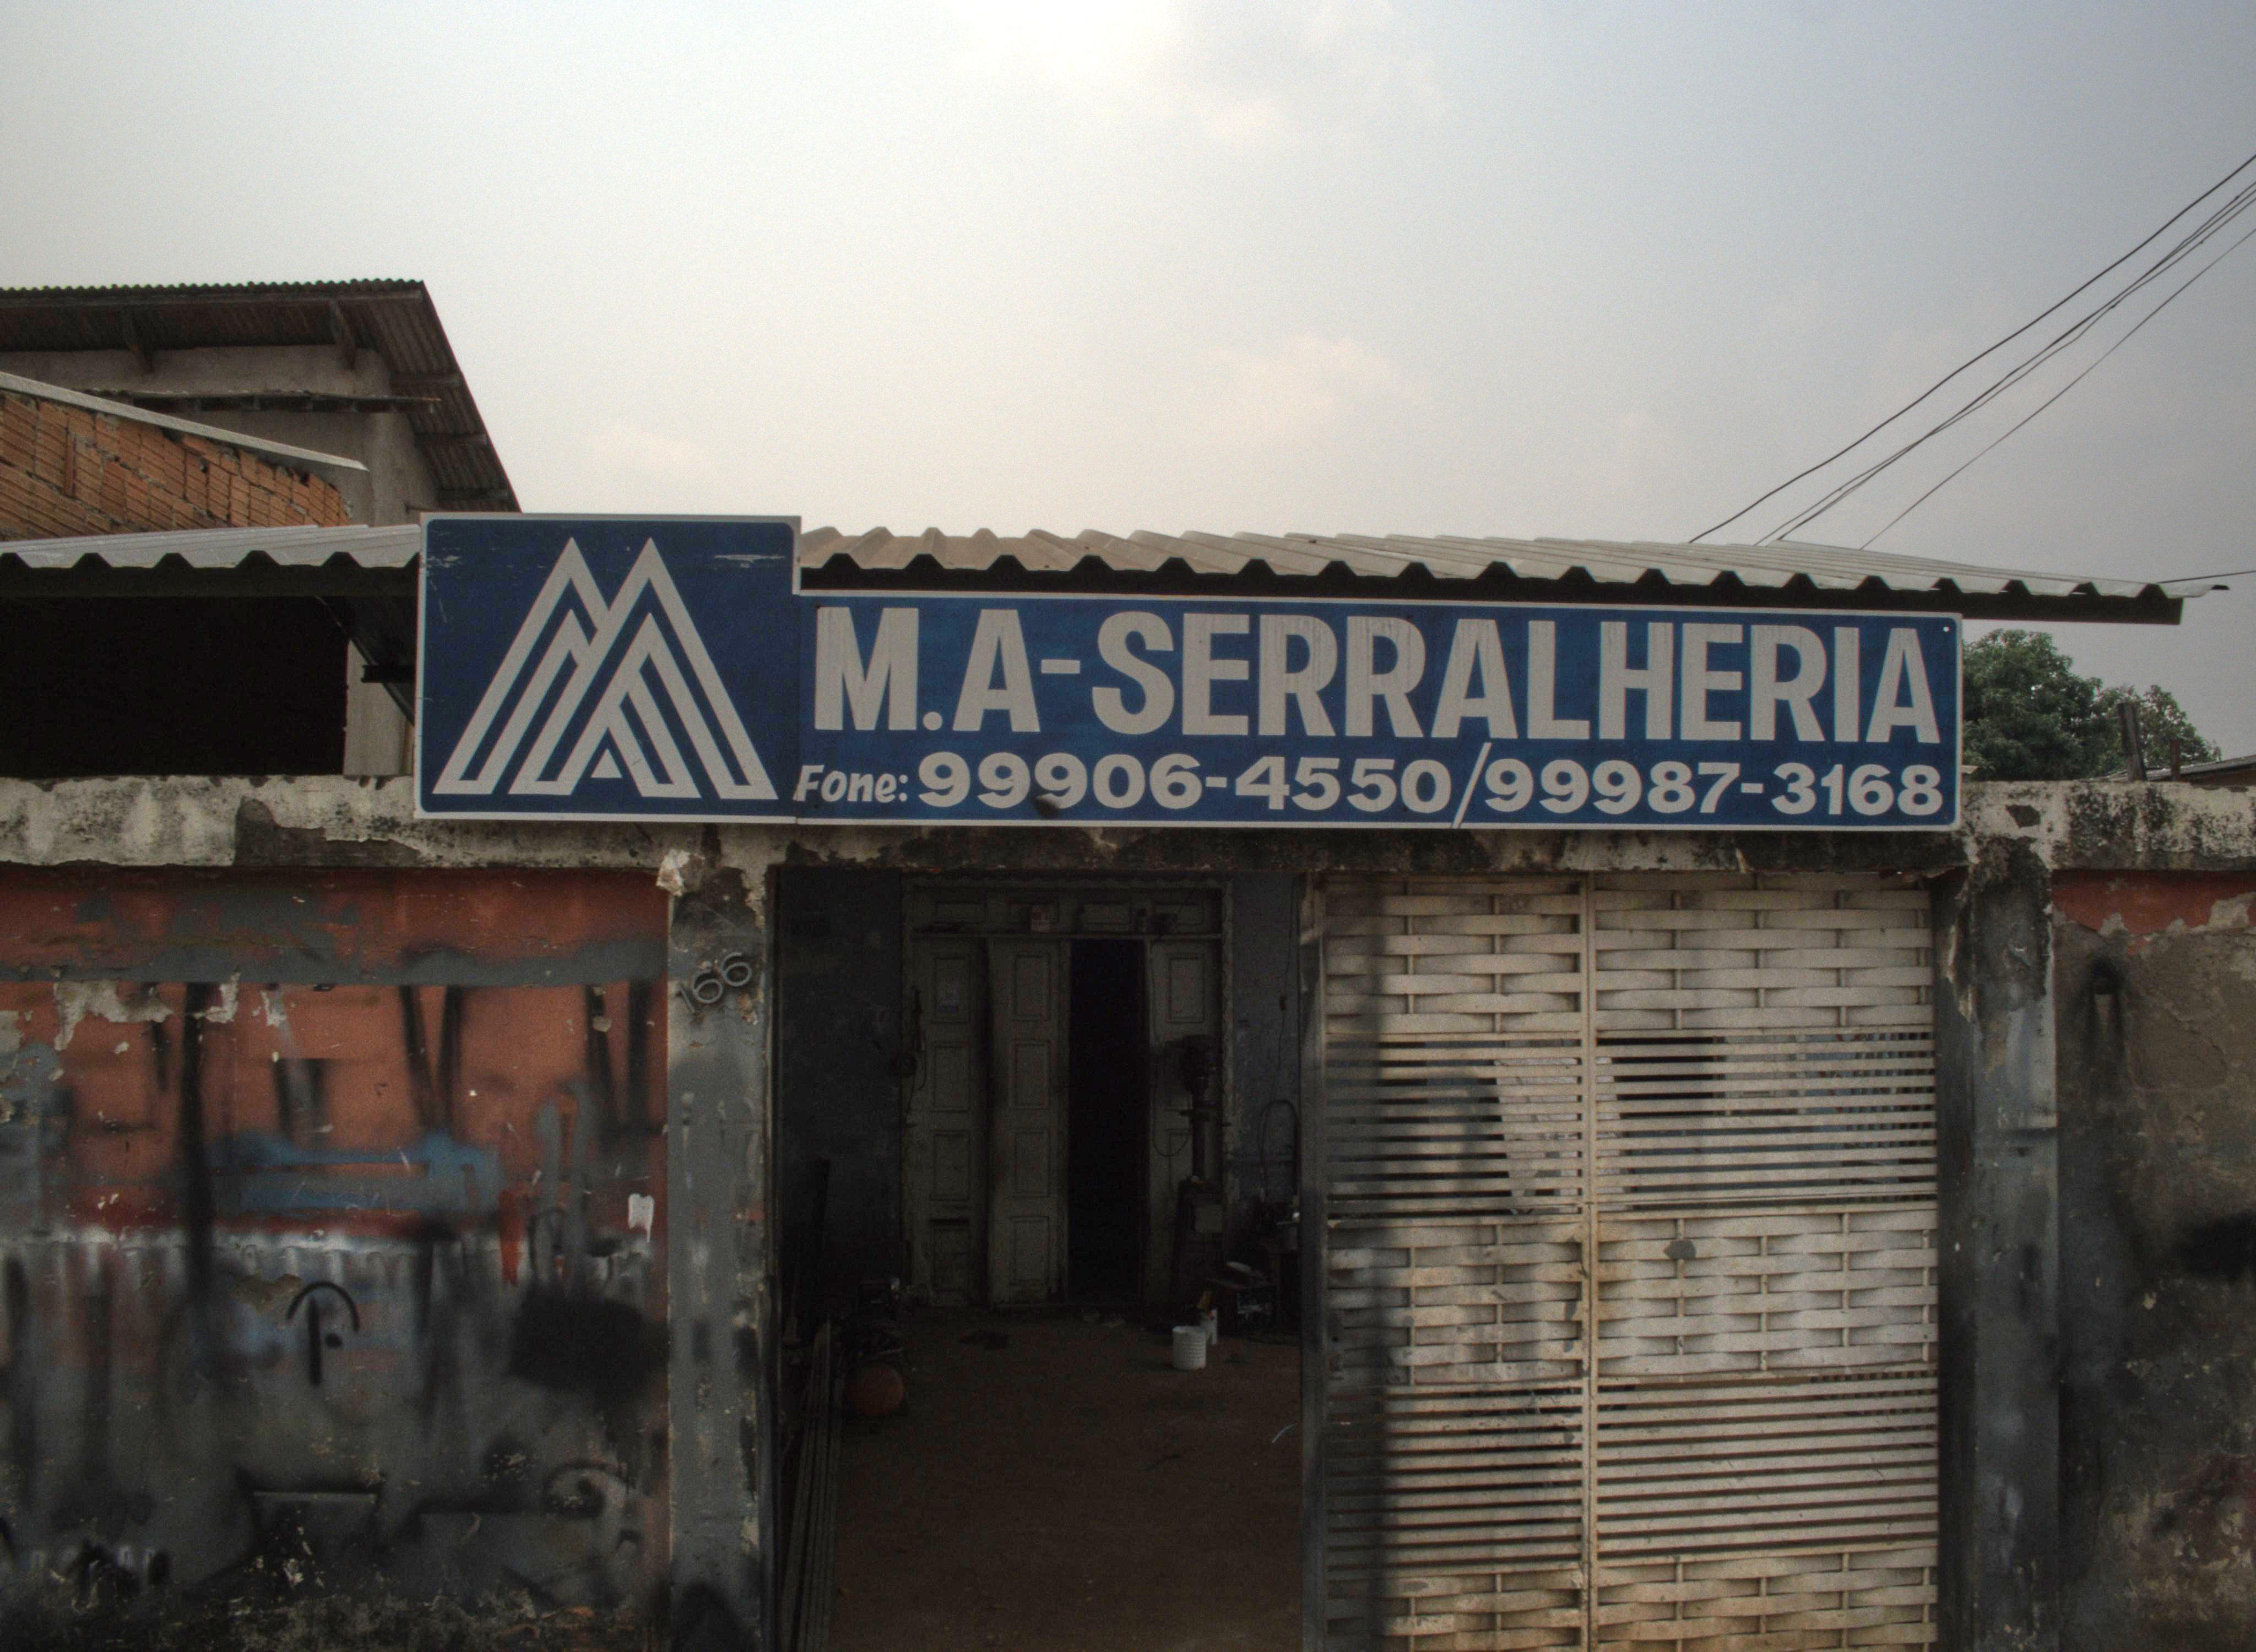 M.A-SERRALHERIA
Fone: 99906-4550/99987-3168
166